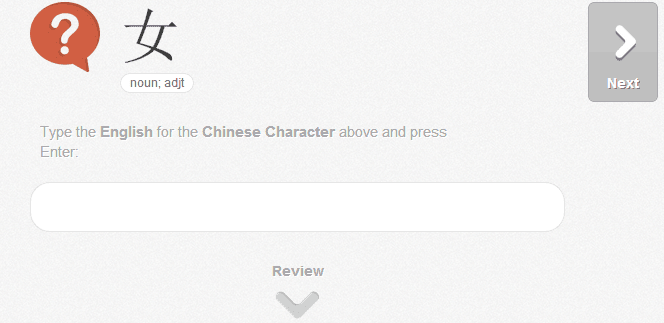 ?
女
noun; adjt
Next
Type the English for the Chinese Character above and press
Enter:
Review